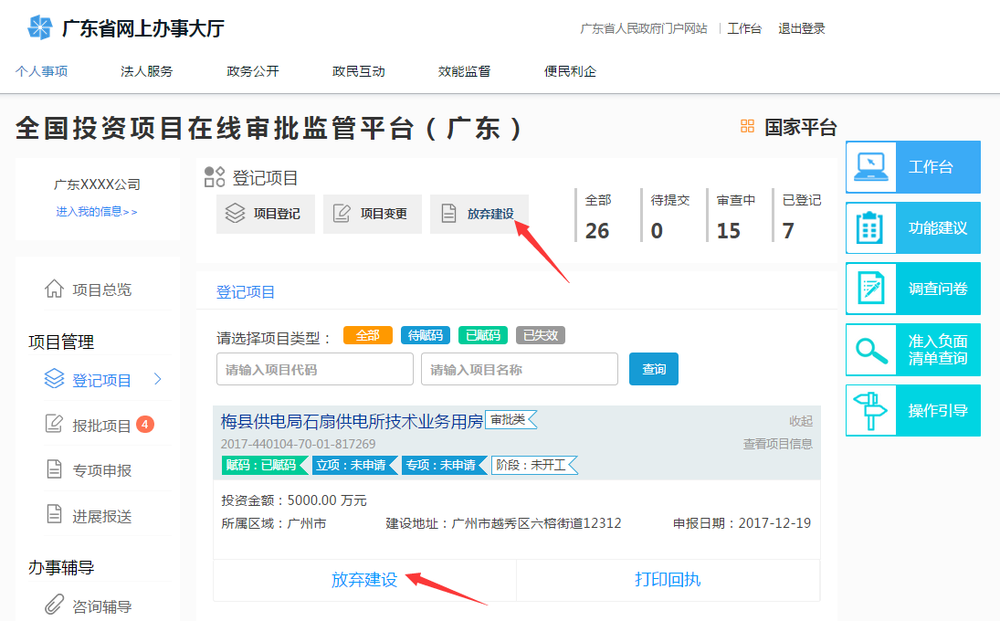 广东省网上办事大厅
广东省人民政府门户网站 | 工作台 退出登录
个人事项 法人服务 政务公开 政民互动 效能监督 便民利企
全国投资项目在线审批监管平台（广东）
国家平台
广东XXXX公司
进入我的信息>>
项目总览
项目管理
登记项目
报批项目 4
专项申报
进展报送
办事辅导
咨询辅导
登记项目
项目登记 项目变更 放弃建设
全部 待提交 审查中 已登记
26 0 15 7
登记项目
请选择项目类型： 全部 待赋码 已赋码 已失效
请输入项目代码 请输入项目名称 查询
梅县供电局石扇供电所技术业务用房 审批类 收起
2017-440104-70-01-817269 查看项目信息
赋码：已赋码 立项：未申请 专项：未申请 阶段：未开工
投资金额：5000.00 万元
所属区域：广州市 建设地址：广州市越秀区六榕街道12312 申报日期：2017-12-19
放弃建设 打印回执
工作台
功能建议
调查问卷
准入负面
清单查询
操作引导